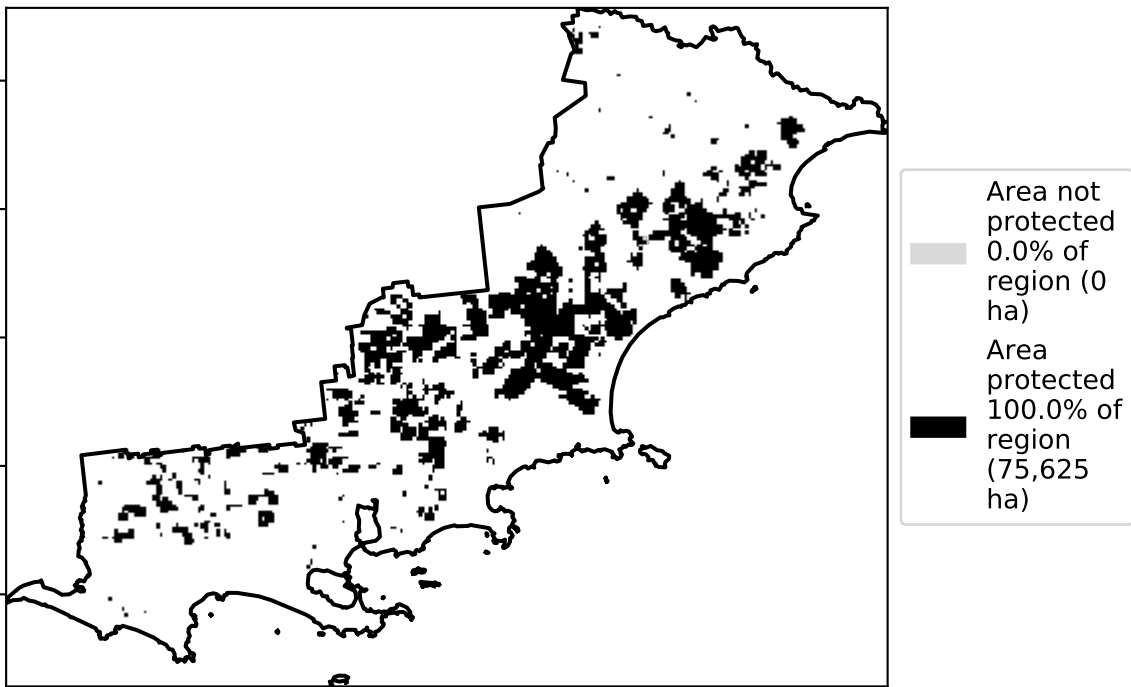 Area not
protected
0.0% of
region (0
ha)
Area
protected
100.0% of
region
(75,625
ha)